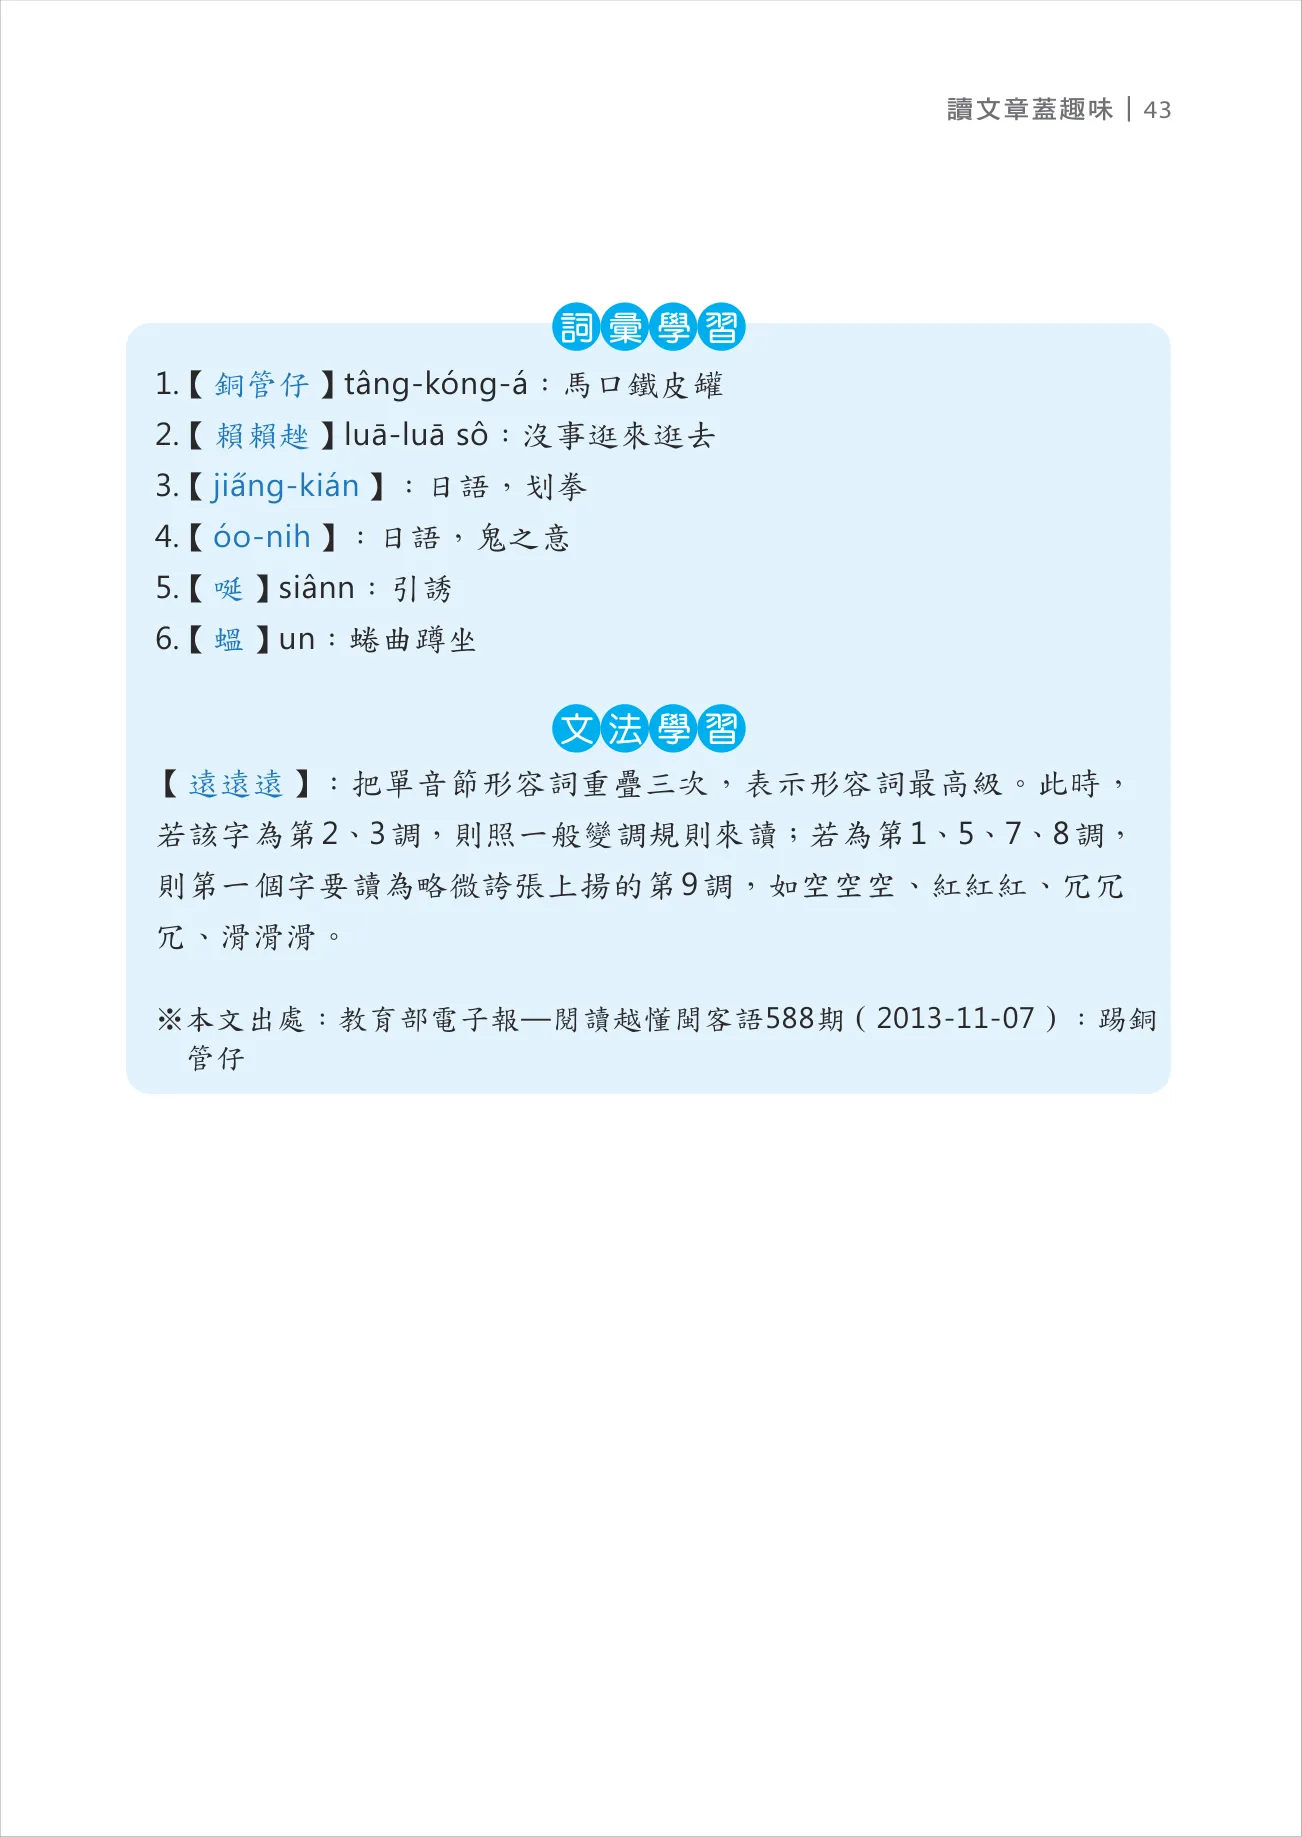 讀文章蓋趣味｜43
詞彙學習
1.【銅管仔】tâng-kóng-á：馬口鐵皮罐
2.【賴賴趖】luā-luā sô：沒事逛來逛去
3.【jia̋ng-kián】：日語，划拳
4.【óo-nih】：日語，鬼之意
5.【唌】siânn：引誘
6.【蝹】un：蜷曲蹲坐
文法學習
【遠遠遠】：把單音節形容詞重疊三次，表示形容詞最高級。此時，
若該字為第2、3調，則照一般變調規則來讀；若為第1、5、7、8調，
則第一個字要讀為略微誇張上揚的第9調，如空空空、紅紅紅、冗冗
冗、滑滑滑。
※本文出處：教育部電子報—閱讀越懂閩客語588期（2013-11-07）：踢銅
管仔